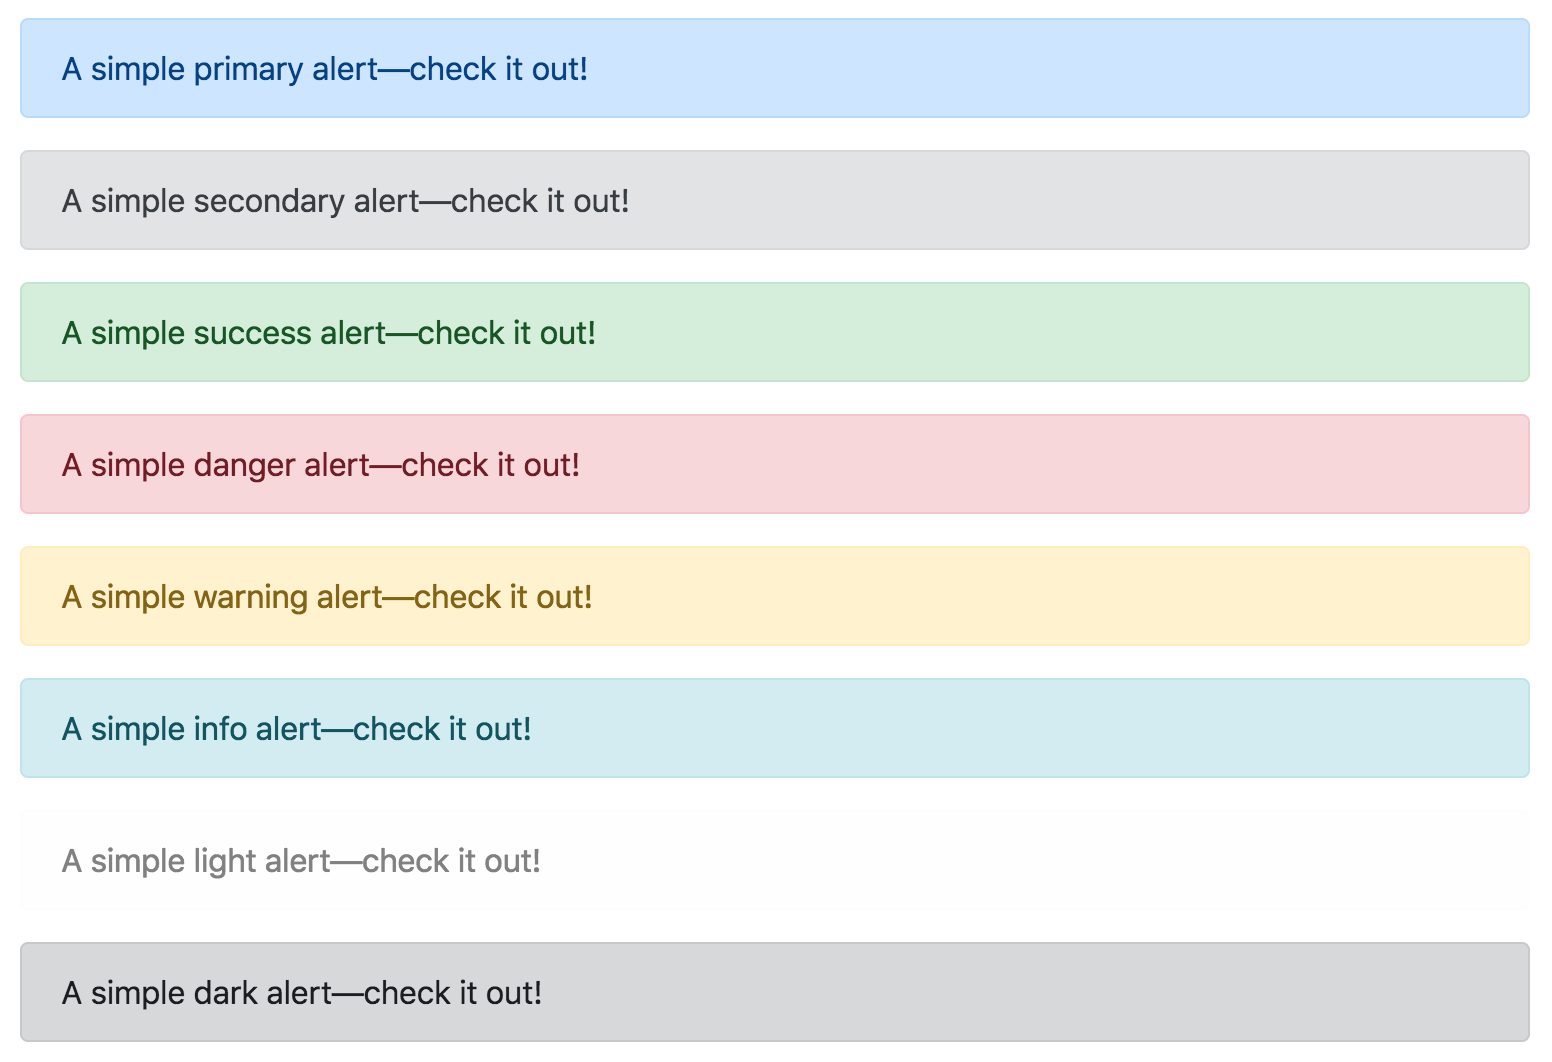 A simple primary alert—check it out!
A simple secondary alert—check it out!
A simple success alert—check it out!
A simple danger alert—check it out!
A simple warning alert—check it out!
A simple info alert—check it out!
A simple light alert—check it out!
A simple dark alert—check it out!